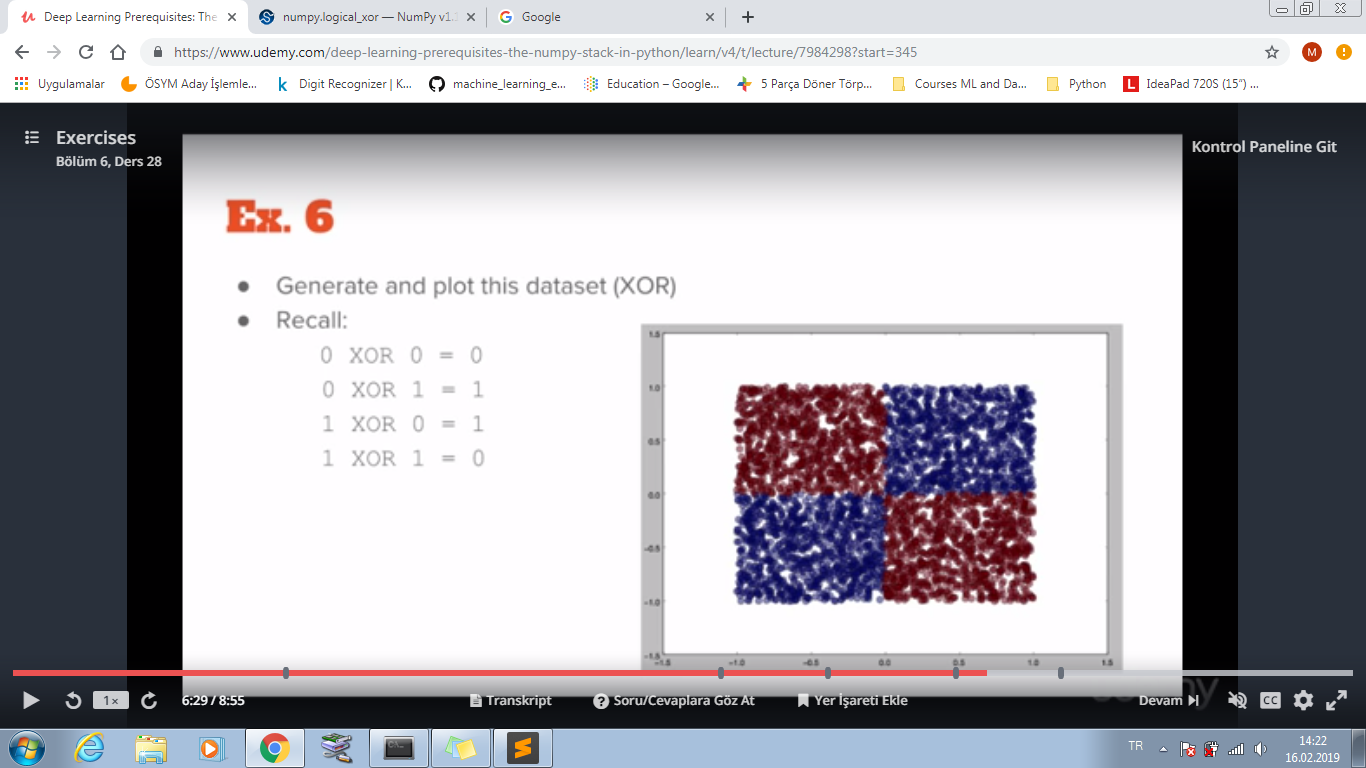 Deep Learning Prerequisites: The
numpy.logical_xor — NumPy v1.
Google
https://www.udemy.com/deep-learning-prerequisites-the-numpy-stack-in-python/learn/v4/t/lecture/7984298?start=345
M
Uygulamalar
ÖSYM Aday İşlemle...
Digit Recognizer | K...
machine_learning_e...
Education – Google...
5 Parça Döner Törp...
Courses ML and Da...
Python
IdeaPad 720S (15") ...
Exercises
Bölüm 6, Ders 28
Kontrol Paneline Git
Ex. 6
● Generate and plot this dataset (XOR)
● Recall:
0 XOR 0 = 0
0 XOR 1 = 1
1 XOR 0 = 1
1 XOR 1 = 0
1.5
1.0
0.5
0.0
−0.5
−1.0
−1.5
−1.5 −1.0 −0.5 0.0 0.5 1.0 1.5
1×
6:29 / 8:55
Transkript
Soru/Cevaplara Göz At
Yer İşareti Ekle
Devam
CC
TR
14:22
16.02.2019